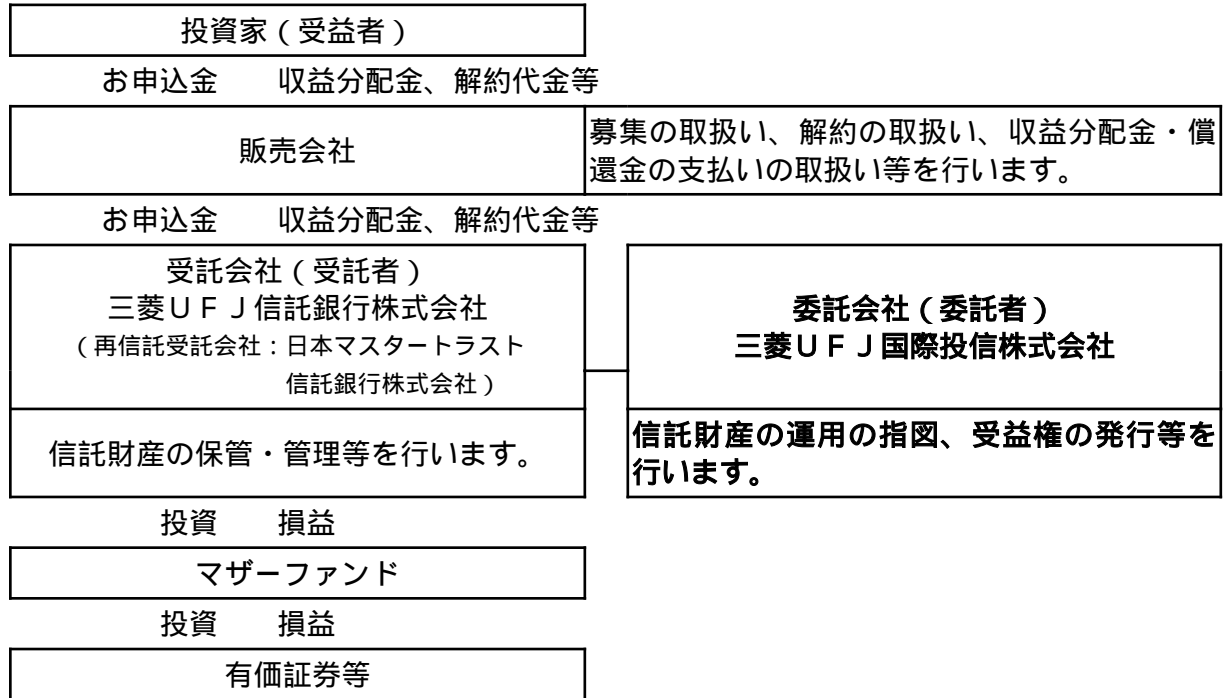 投資家(受益者)
お申込金　　収益分配金、解約代金等
販売会社
募集の取扱い、解約の取扱い、収益分配金・償
還金の支払いの取扱い等を行います。
お申込金　　収益分配金、解約代金等
受託会社(受託者)
三菱UFJ信託銀行株式会社
(再信託受託会社:日本マスタートラスト
信託銀行株式会社)
委託会社(委託者)
三菱UFJ国際投信株式会社
信託財産の保管・管理等を行います。
信託財産の運用の指図、受益権の発行等を
行います。
投資　　損益
マザーファンド
投資　　損益
有価証券等